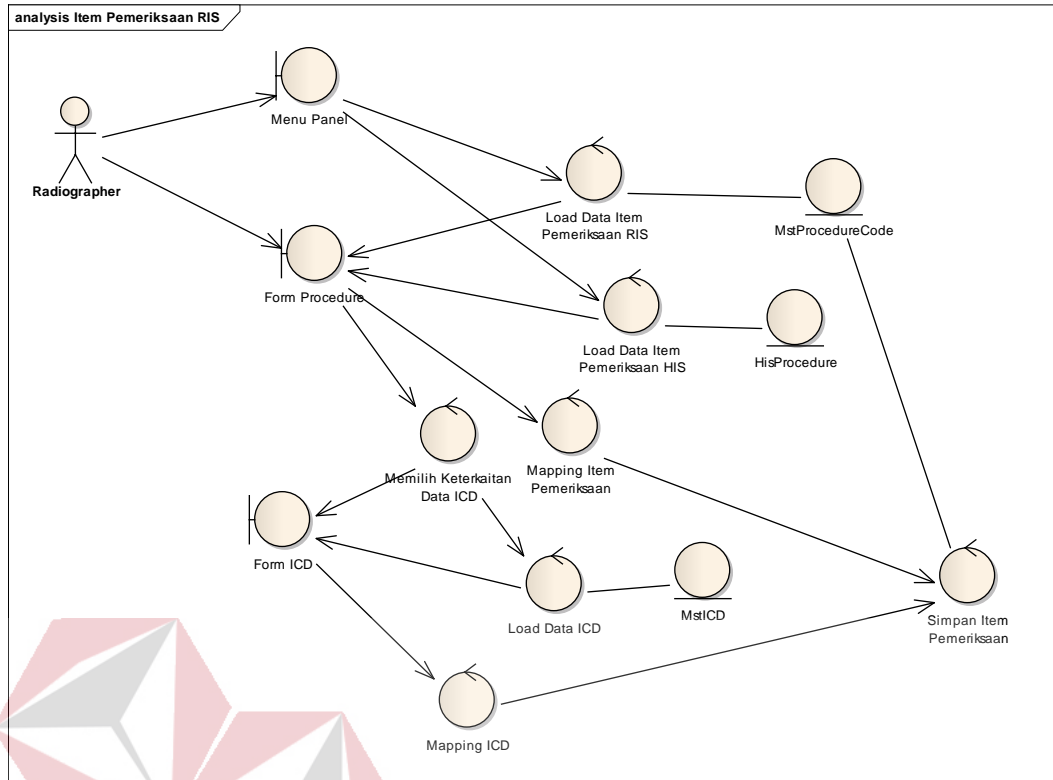 analysis Item Pemeriksaan RIS
Menu Panel
Radiographer
Load Data Item
Pemeriksaan RIS
MstProcedureCode
Form Procedure
Load Data Item
Pemeriksaan HIS
HisProcedure
Memilih Keterkaitan
Data ICD
Mapping Item
Pemeriksaan
Form ICD
Load Data ICD
MstICD
Simpan Item
Pemeriksaan
Mapping ICD